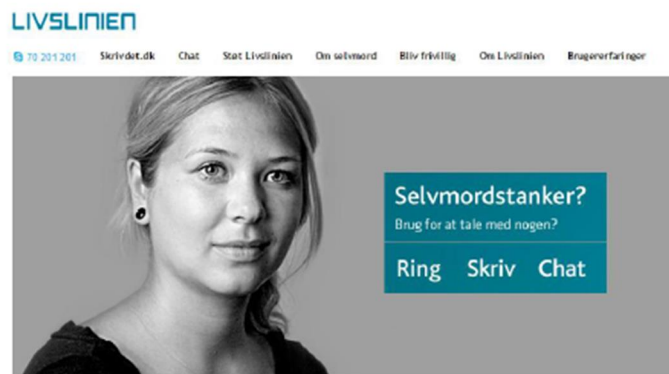 LIVSLINIEN
70 201 201 Skrivdet.dk Chat Støt Livslinien Om selvmord Bliv frivillig Om Livslinien Brugererfaringer
Selvmordstanker?
Brug for at tale med nogen?
Ring Skriv Chat